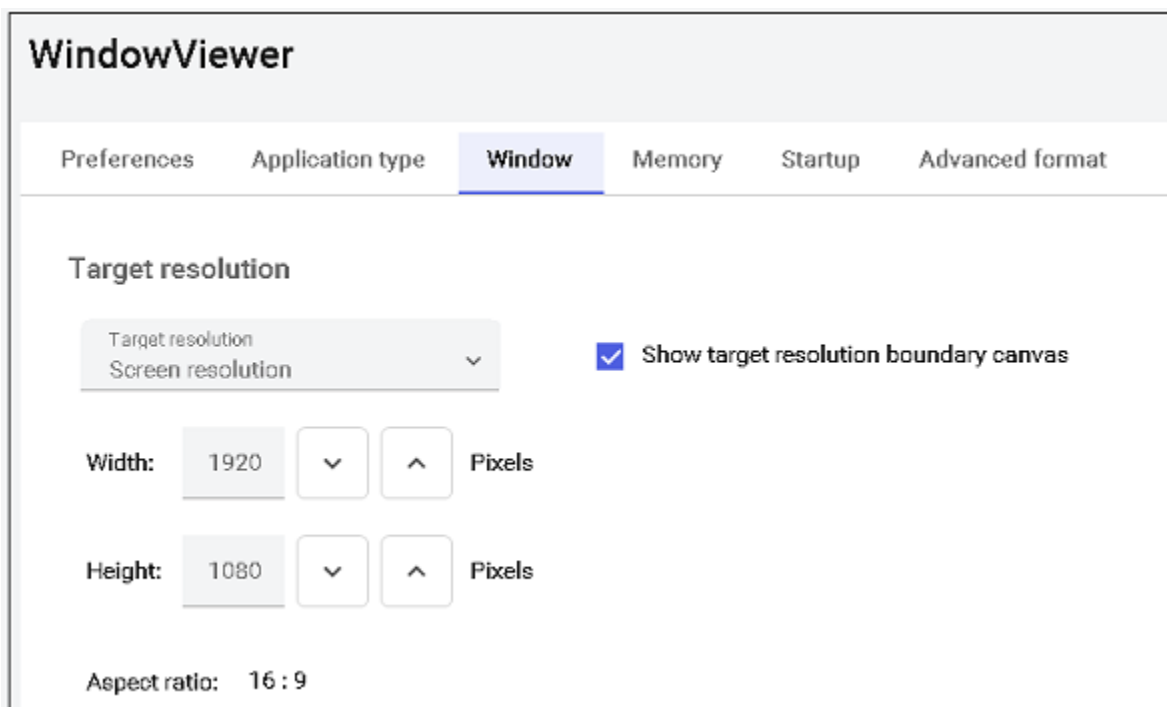 WindowViewer
Preferences Application type Window Memory Startup Advanced format
Target resolution
Target resolution
Screen resolution
Show target resolution boundary canvas
Width: 1920 Pixels
Height: 1080 Pixels
Aspect ratio: 16:9